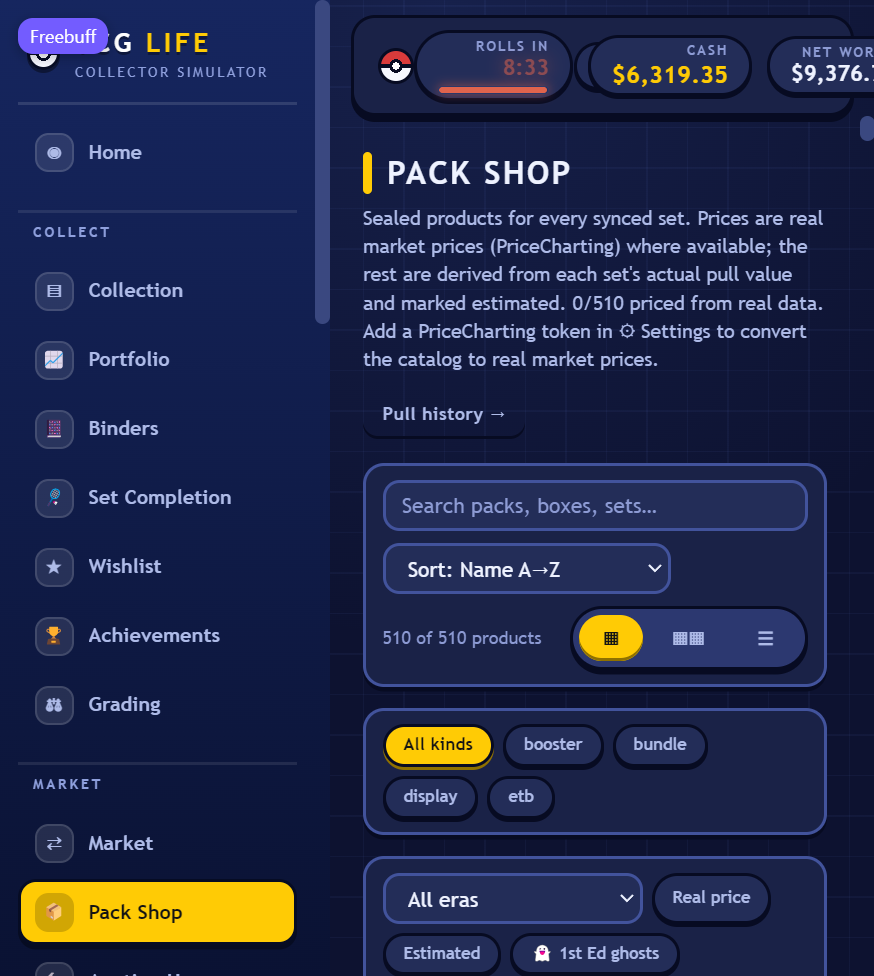 Freebuff
CG LIFE
COLLECTOR SIMULATOR
Home
COLLECT
Collection
Portfolio
Binders
Set Completion
Wishlist
Achievements
Grading
MARKET
Market
Pack Shop
ROLLS IN
8:33
CASH
$6,319.35
NET WOR
$9,376.
PACK SHOP
Sealed products for every synced set. Prices are real
market prices (PriceCharting) where available; the
rest are derived from each set's actual pull value
and marked estimated. 0/510 priced from real data.
Add a PriceCharting token in ⚙ Settings to convert
the catalog to real market prices.
Pull history →
Search packs, boxes, sets…
Sort: Name A→Z
510 of 510 products
All kinds
booster
bundle
display
etb
All eras
Real price
Estimated
👻 1st Ed ghosts